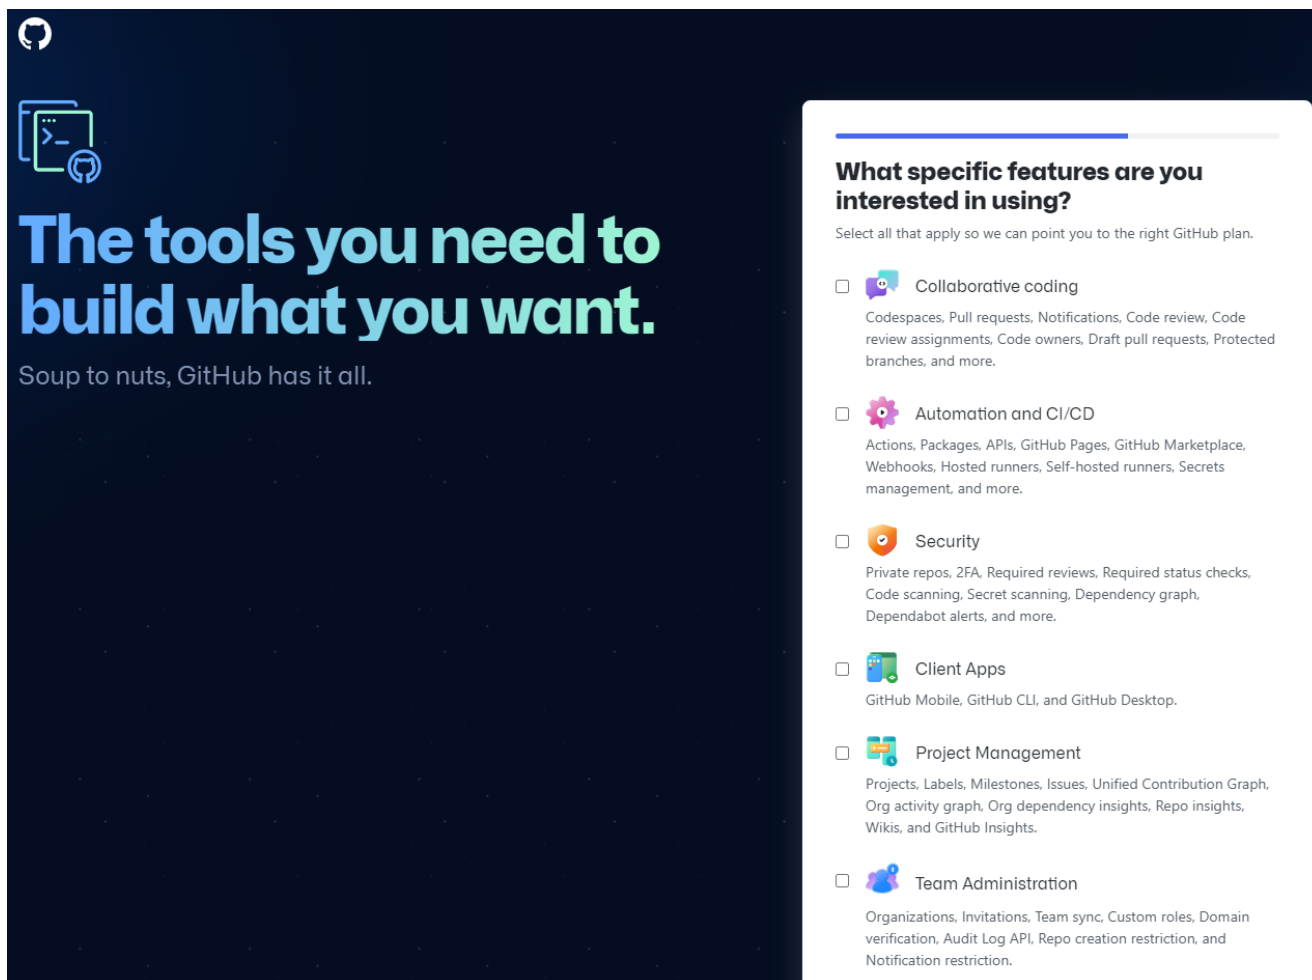 The tools you need to
build what you want.
Soup to nuts, GitHub has it all.
What specific features are you
interested in using?
Select all that apply so we can point you to the right GitHub plan.
Collaborative coding
Codespaces, Pull requests, Notifications, Code review, Code
review assignments, Code owners, Draft pull requests, Protected
branches, and more.
Automation and CI/CD
Actions, Packages, APIs, GitHub Pages, GitHub Marketplace,
Webhooks, Hosted runners, Self-hosted runners, Secrets
management, and more.
Security
Private repos, 2FA, Required reviews, Required status checks,
Code scanning, Secret scanning, Dependency graph,
Dependabot alerts, and more.
Client Apps
GitHub Mobile, GitHub CLI, and GitHub Desktop.
Project Management
Projects, Labels, Milestones, Issues, Unified Contribution Graph,
Org activity graph, Org dependency insights, Repo insights,
Wikis, and GitHub Insights.
Team Administration
Organizations, Invitations, Team sync, Custom roles, Domain
verification, Audit Log API, Repo creation restriction, and
Notification restriction.